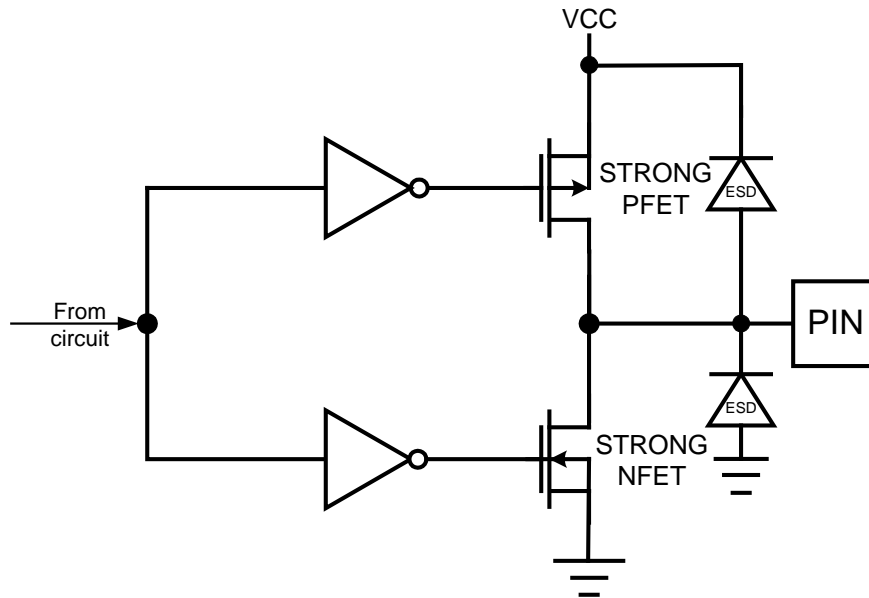 VCC
STRONG
PFET
ESD
From
circuit
PIN
ESD
STRONG
NFET